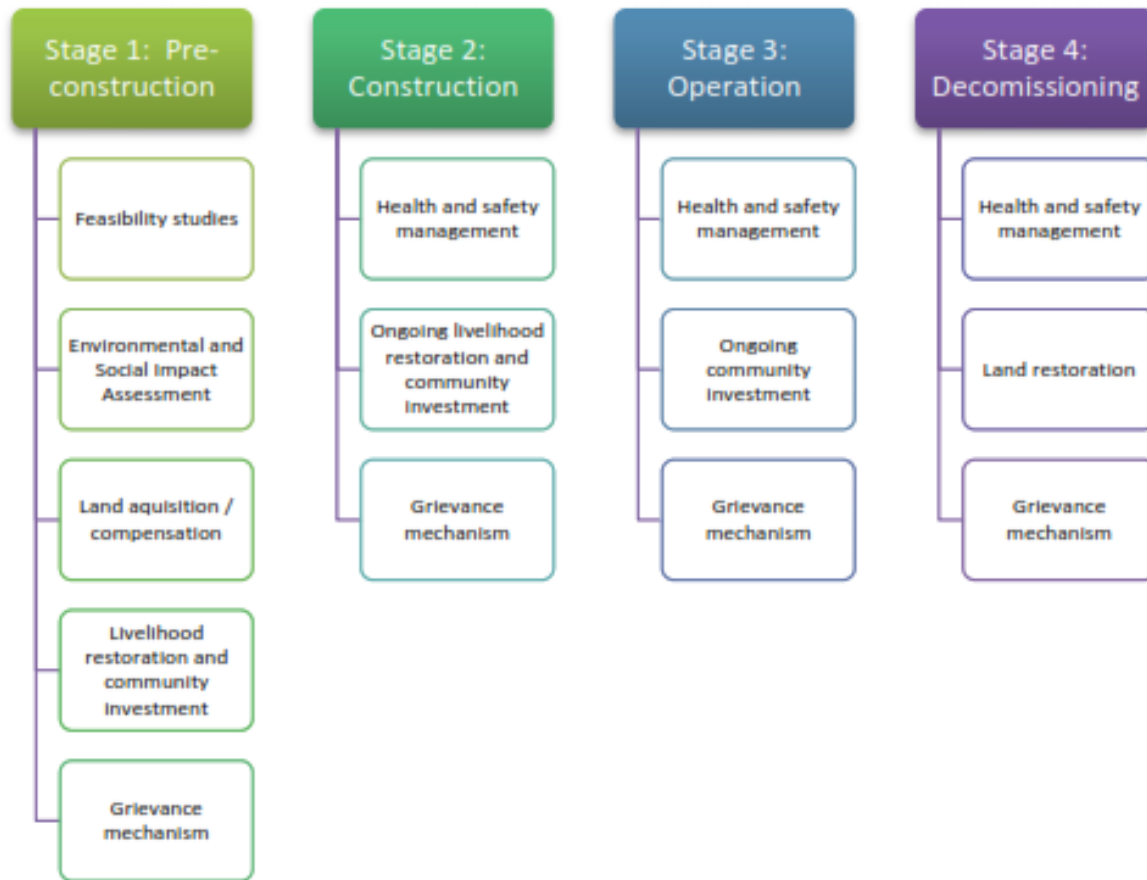 Stage 1:  Pre-
construction
Feasibility studies
Environmental and
Social Impact
Assessment
Land aquisition /
compensation
Livelihood
restoration and
community
investment
Grievance
mechanism
Stage 2:
Construction
Health and safety
management
Ongoing livelihood
restoration and
community
investment
Grievance
mechanism
Stage 3:
Operation
Health and safety
management
Ongoing
community
investment
Grievance
mechanism
Stage 4:
Decomissioning
Health and safety
management
Land restoration
Grievance
mechanism